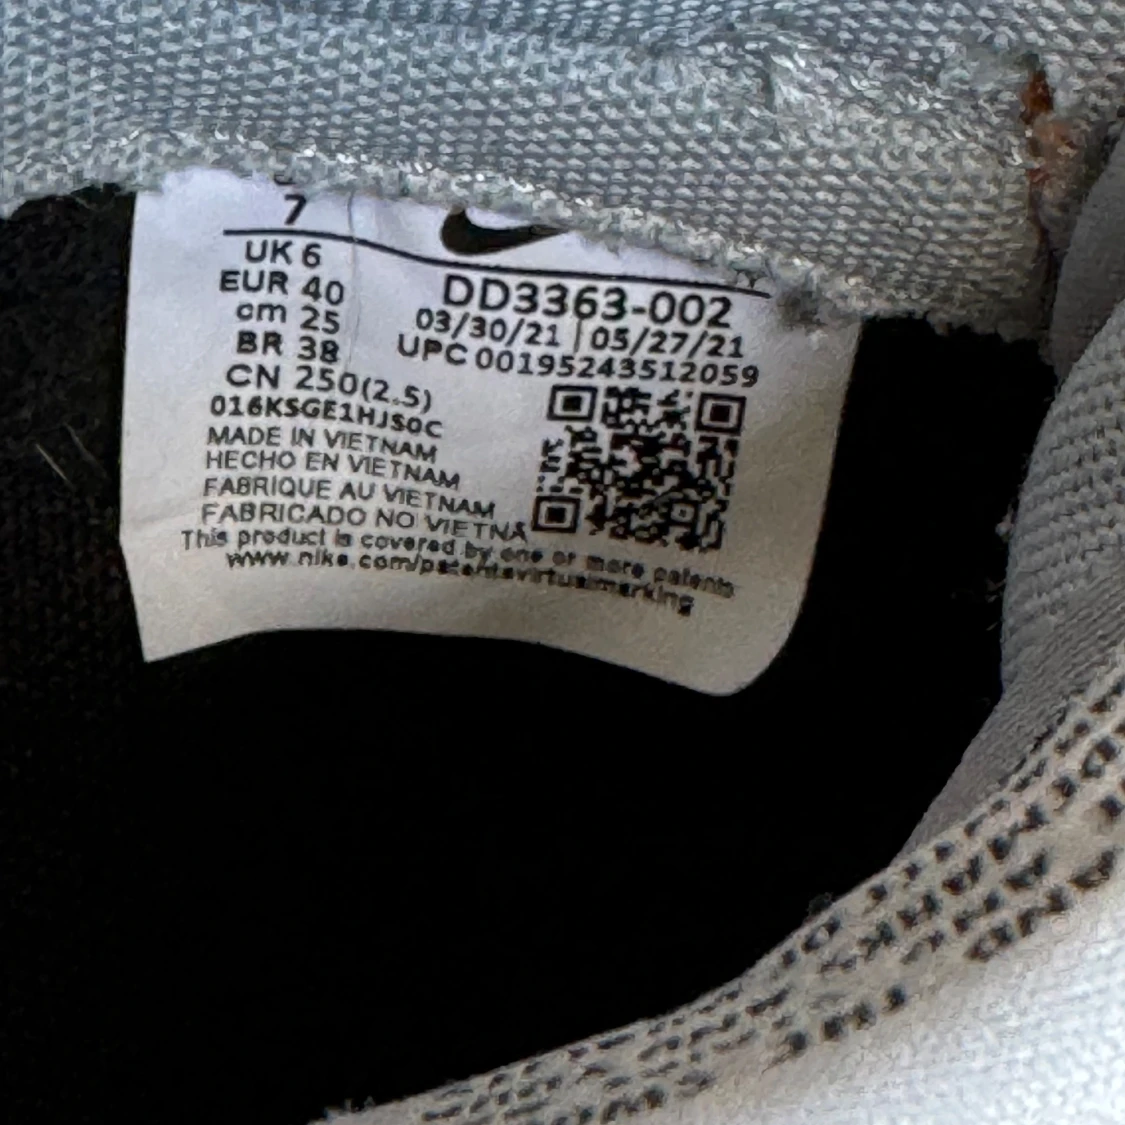 7
UK 6
EUR 40
cm 25
BR 38
CN 250(2.5)
016KSGE1HJS0C
MADE IN VIETNAM
HECHO EN VIETNAM
FABRIQUE AU VIETNAM
FABRICADO NO VIETNA
DD3363-002
03/30/21 | 05/27/21
UPC 00195243512059
This product is covered by one or more patents
www.nike.com/patentsvirtualmarking